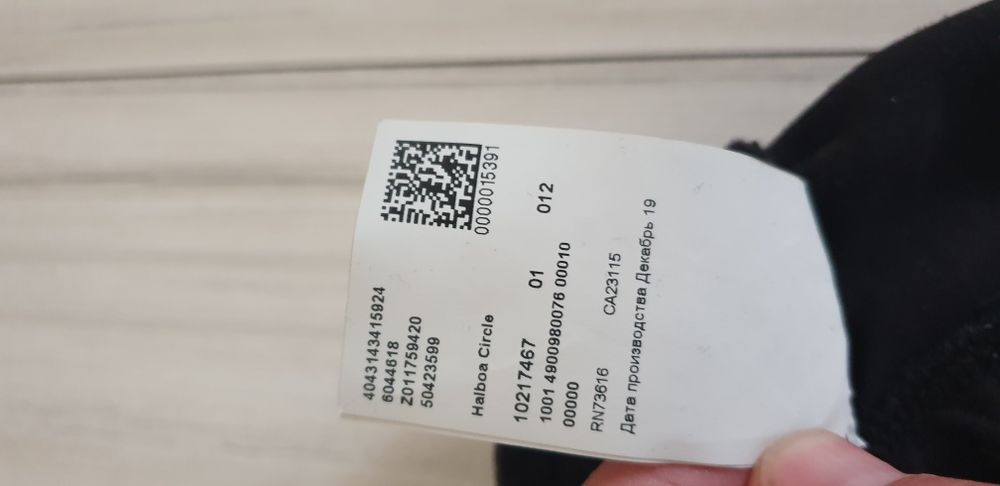 4043143415924
6044618
Z011759420
50423599
0000015391
Halboa Circle
10217467 01 012
1001 4900980076 00010
00000
RN73616 CA23115
Дата производства Декабрь 19